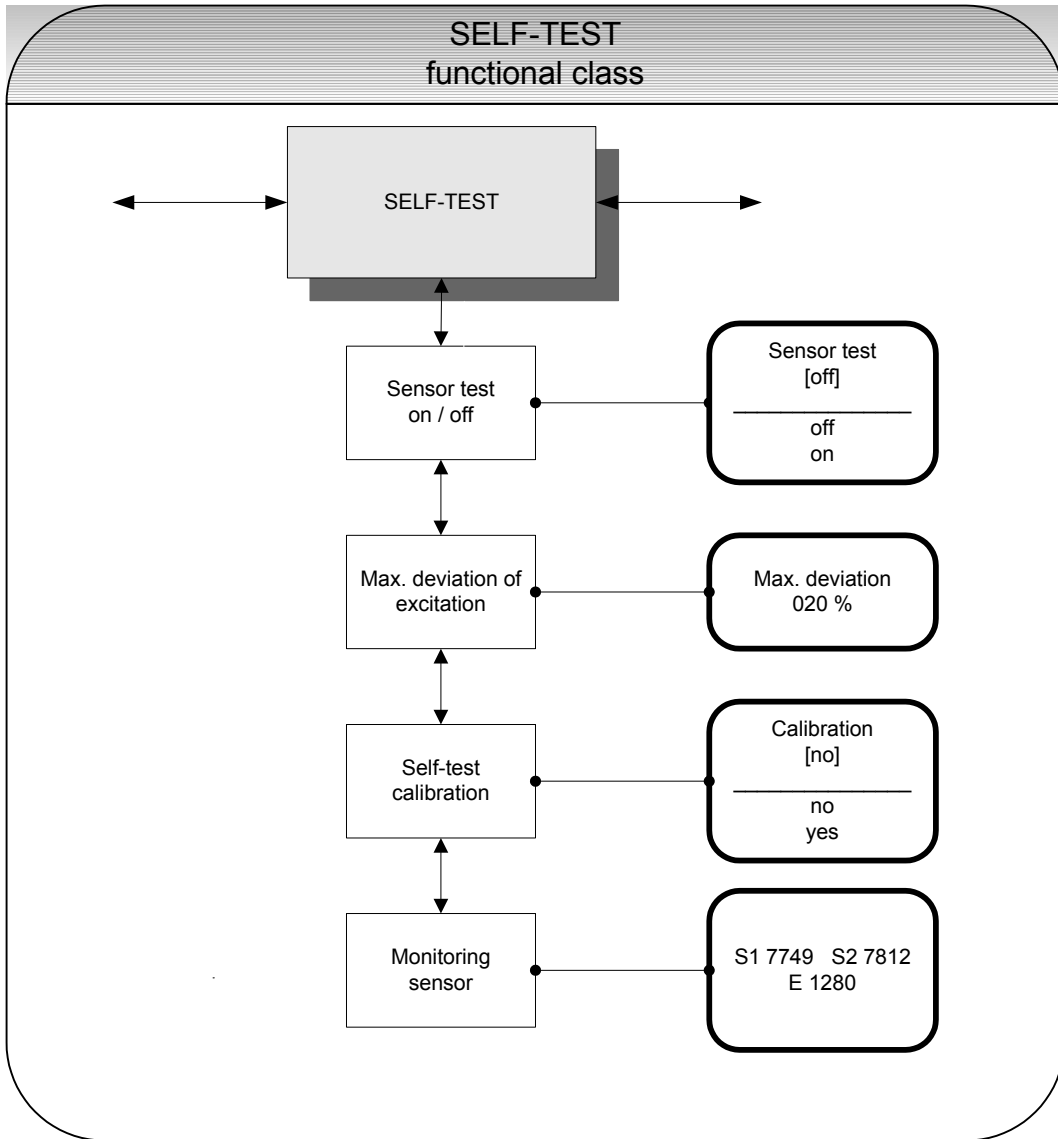 SELF-TEST
functional class
SELF-TEST
Sensor test
on / off
Sensor test
[off]
off
on
Max. deviation of
excitation
Max. deviation
020 %
Self-test
calibration
Calibration
[no]
no
yes
Monitoring
sensor
S1 7749 S2 7812
E 1280